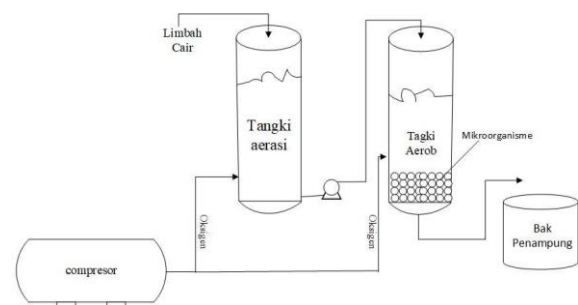 Limbah
Cair
Tangki
aerasi
Tagki
Aerob
Mikroorganisme
Oksigen
Oksigen
compresor
Bak
Penampung